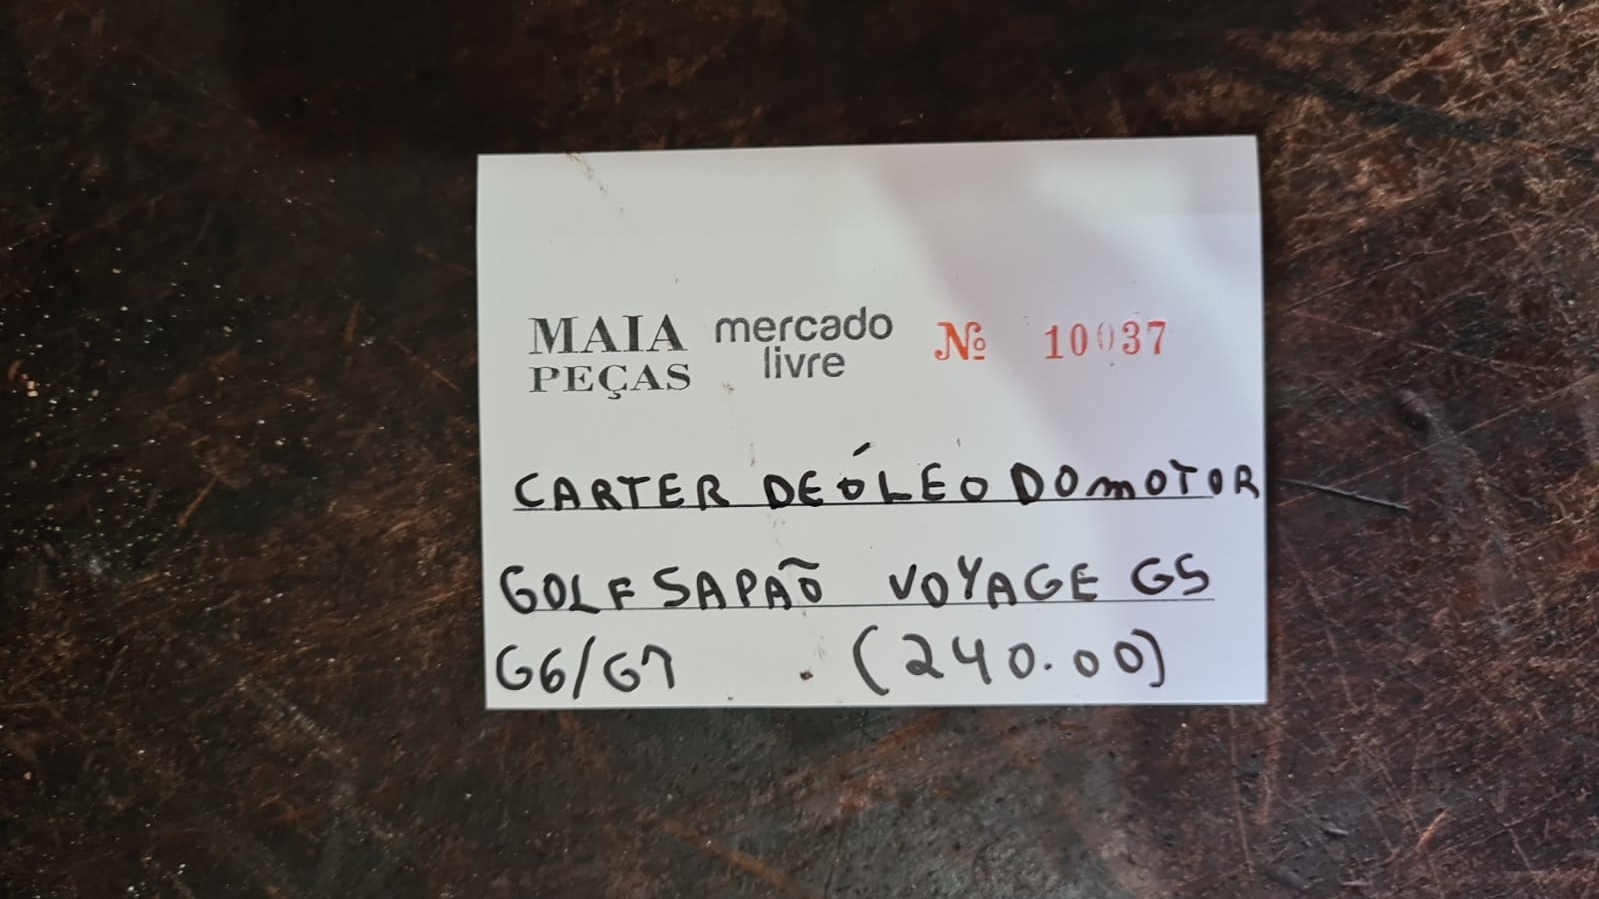 MAIA mercado Nº 10037
PEÇAS livre
CARTER DE ÓLEO DO MOTOR
GOLF SAPÃO VOYAGE G5
G6/G7 (240.00)